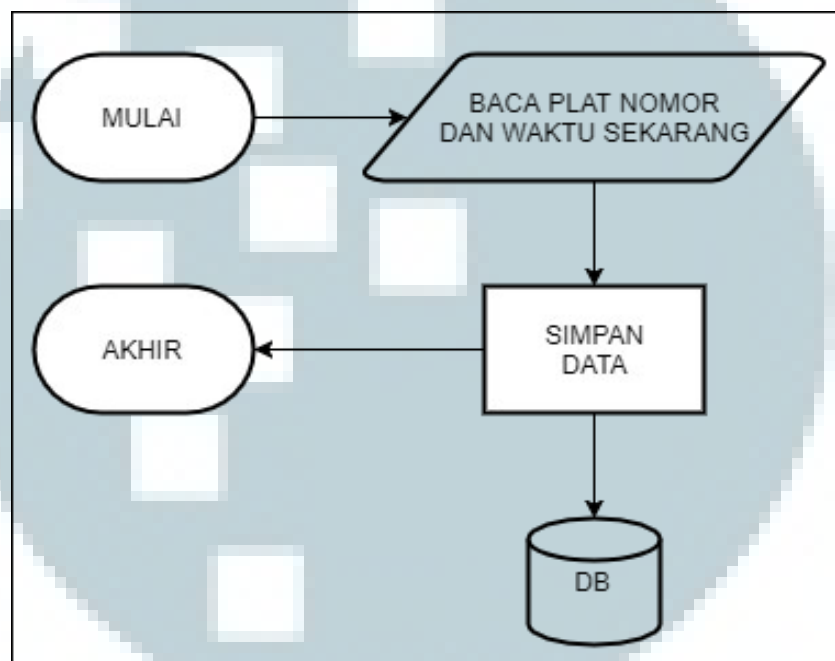 MULAI
BACA PLAT NOMOR
DAN WAKTU SEKARANG
SIMPAN
DATA
AKHIR
DB